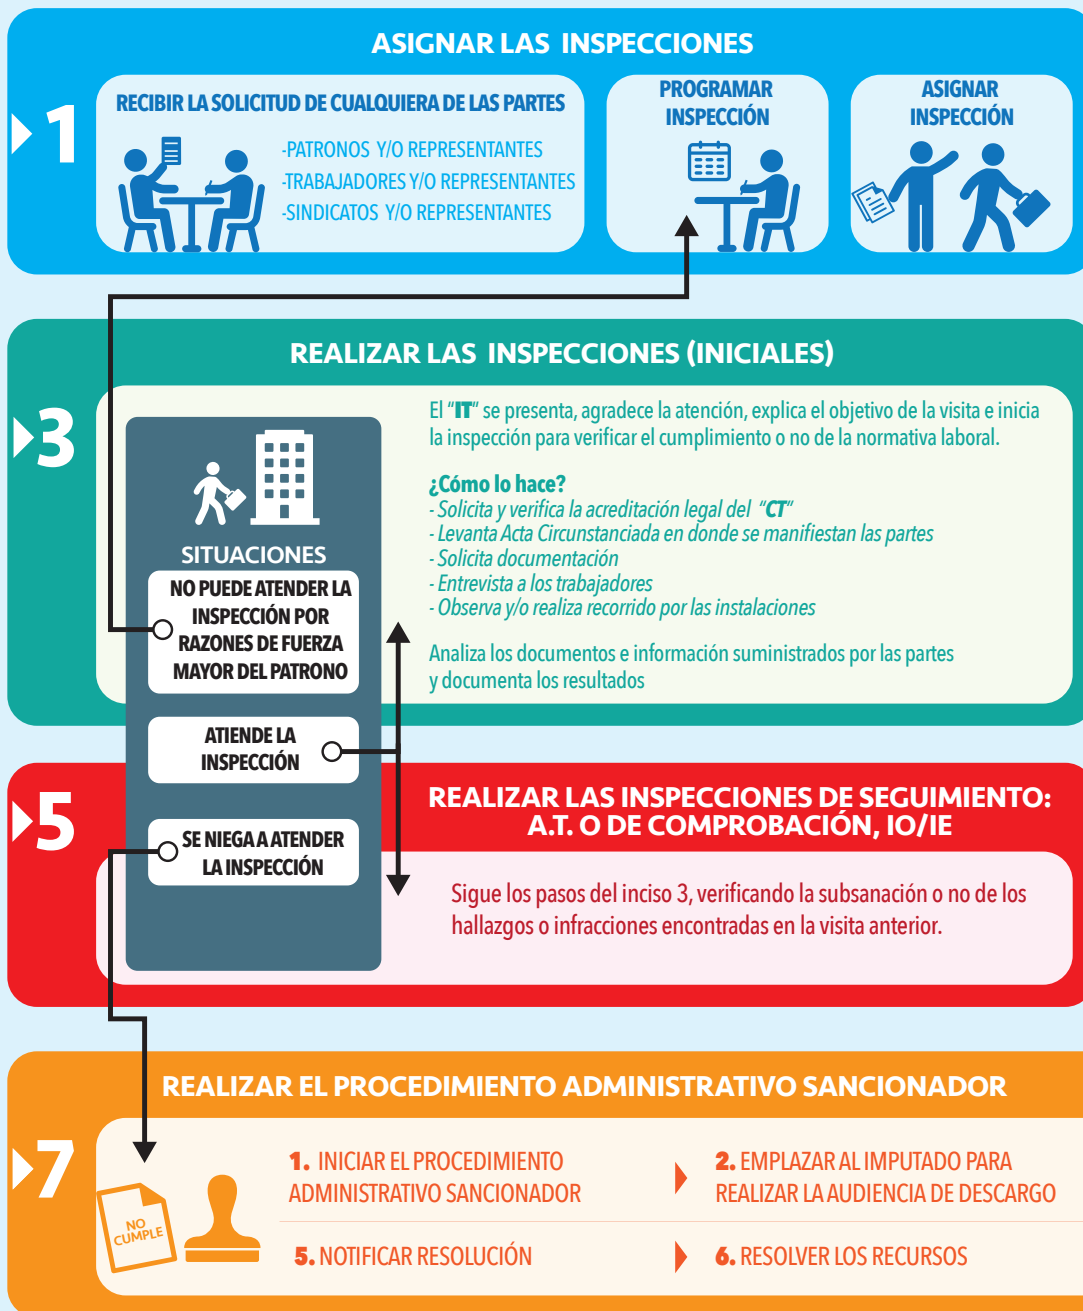 ASIGNAR LAS INSPECCIONES
1
RECIBIR LA SOLICITUD DE CUALQUIERA DE LAS PARTES
-PATRONOS Y/O REPRESENTANTES
-TRABAJADORES Y/O REPRESENTANTES
-SINDICATOS Y/O REPRESENTANTES
PROGRAMAR
INSPECCIÓN
ASIGNAR
INSPECCIÓN
REALIZAR LAS INSPECCIONES (INICIALES)
3
SITUACIONES
NO PUEDE ATENDER LA
INSPECCIÓN POR
RAZONES DE FUERZA
MAYOR DEL PATRONO
ATIENDE LA
INSPECCIÓN
SE NIEGA A ATENDER
LA INSPECCIÓN
El "IT" se presenta, agradece la atención, explica el objetivo de la visita e inicia
la inspección para verificar el cumplimiento o no de la normativa laboral.
¿Cómo lo hace?
- Solicita y verifica la acreditación legal del "CT"
- Levanta Acta Circunstanciada en donde se manifiestan las partes
- Solicita documentación
- Entrevista a los trabajadores
- Observa y/o realiza recorrido por las instalaciones
Analiza los documentos e información suministrados por las partes
y documenta los resultados
5
REALIZAR LAS INSPECCIONES DE SEGUIMIENTO:
A.T. O DE COMPROBACIÓN, IO/IE
Sigue los pasos del inciso 3, verificando la subsanación o no de los
hallazgos o infracciones encontradas en la visita anterior.
REALIZAR EL PROCEDIMIENTO ADMINISTRATIVO SANCIONADOR
7
NO
CUMPLE
1. INICIAR EL PROCEDIMIENTO
ADMINISTRATIVO SANCIONADOR
2. EMPLAZAR AL IMPUTADO PARA
REALIZAR LA AUDIENCIA DE DESCARGO
5. NOTIFICAR RESOLUCIÓN
6. RESOLVER LOS RECURSOS